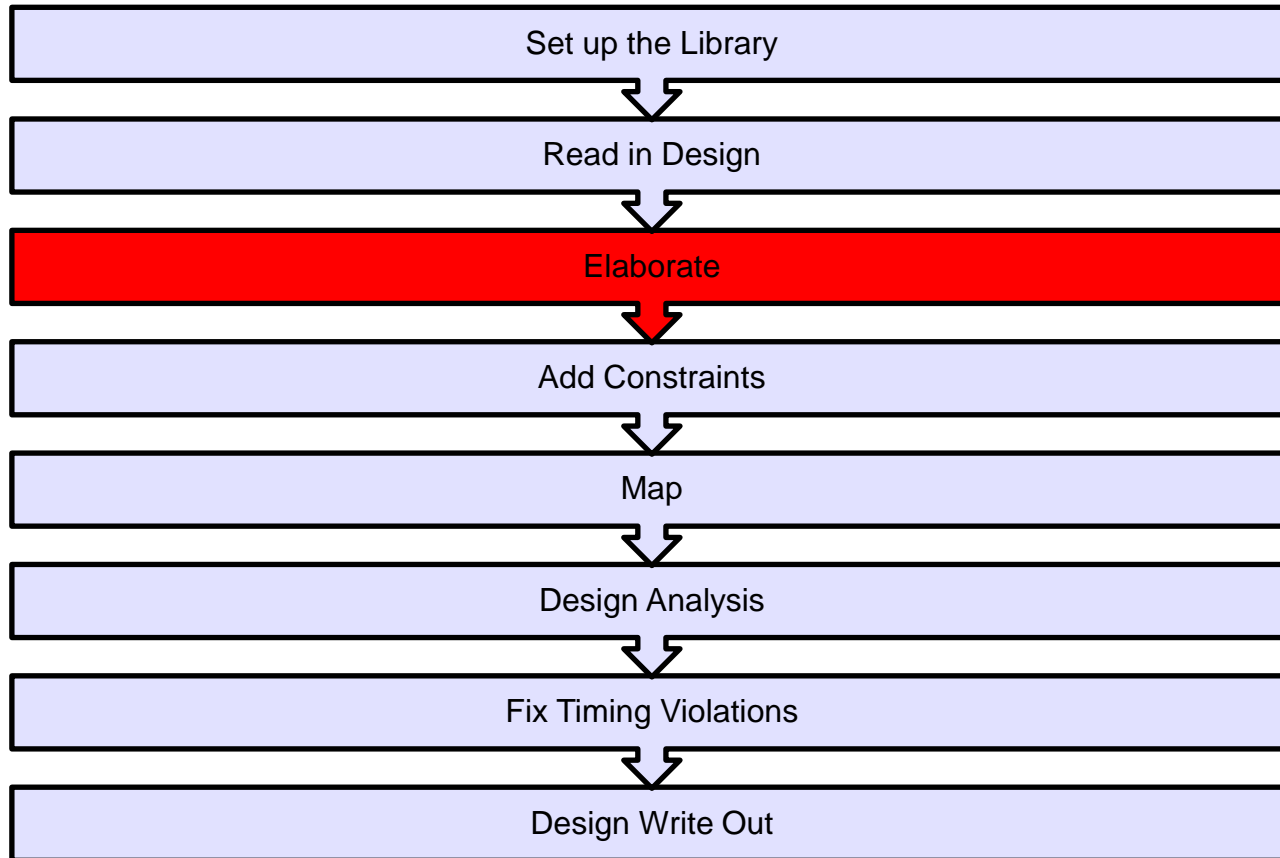 Set up the Library
Read in Design
Elaborate
Add Constraints
Map
Design Analysis
Fix Timing Violations
Design Write Out